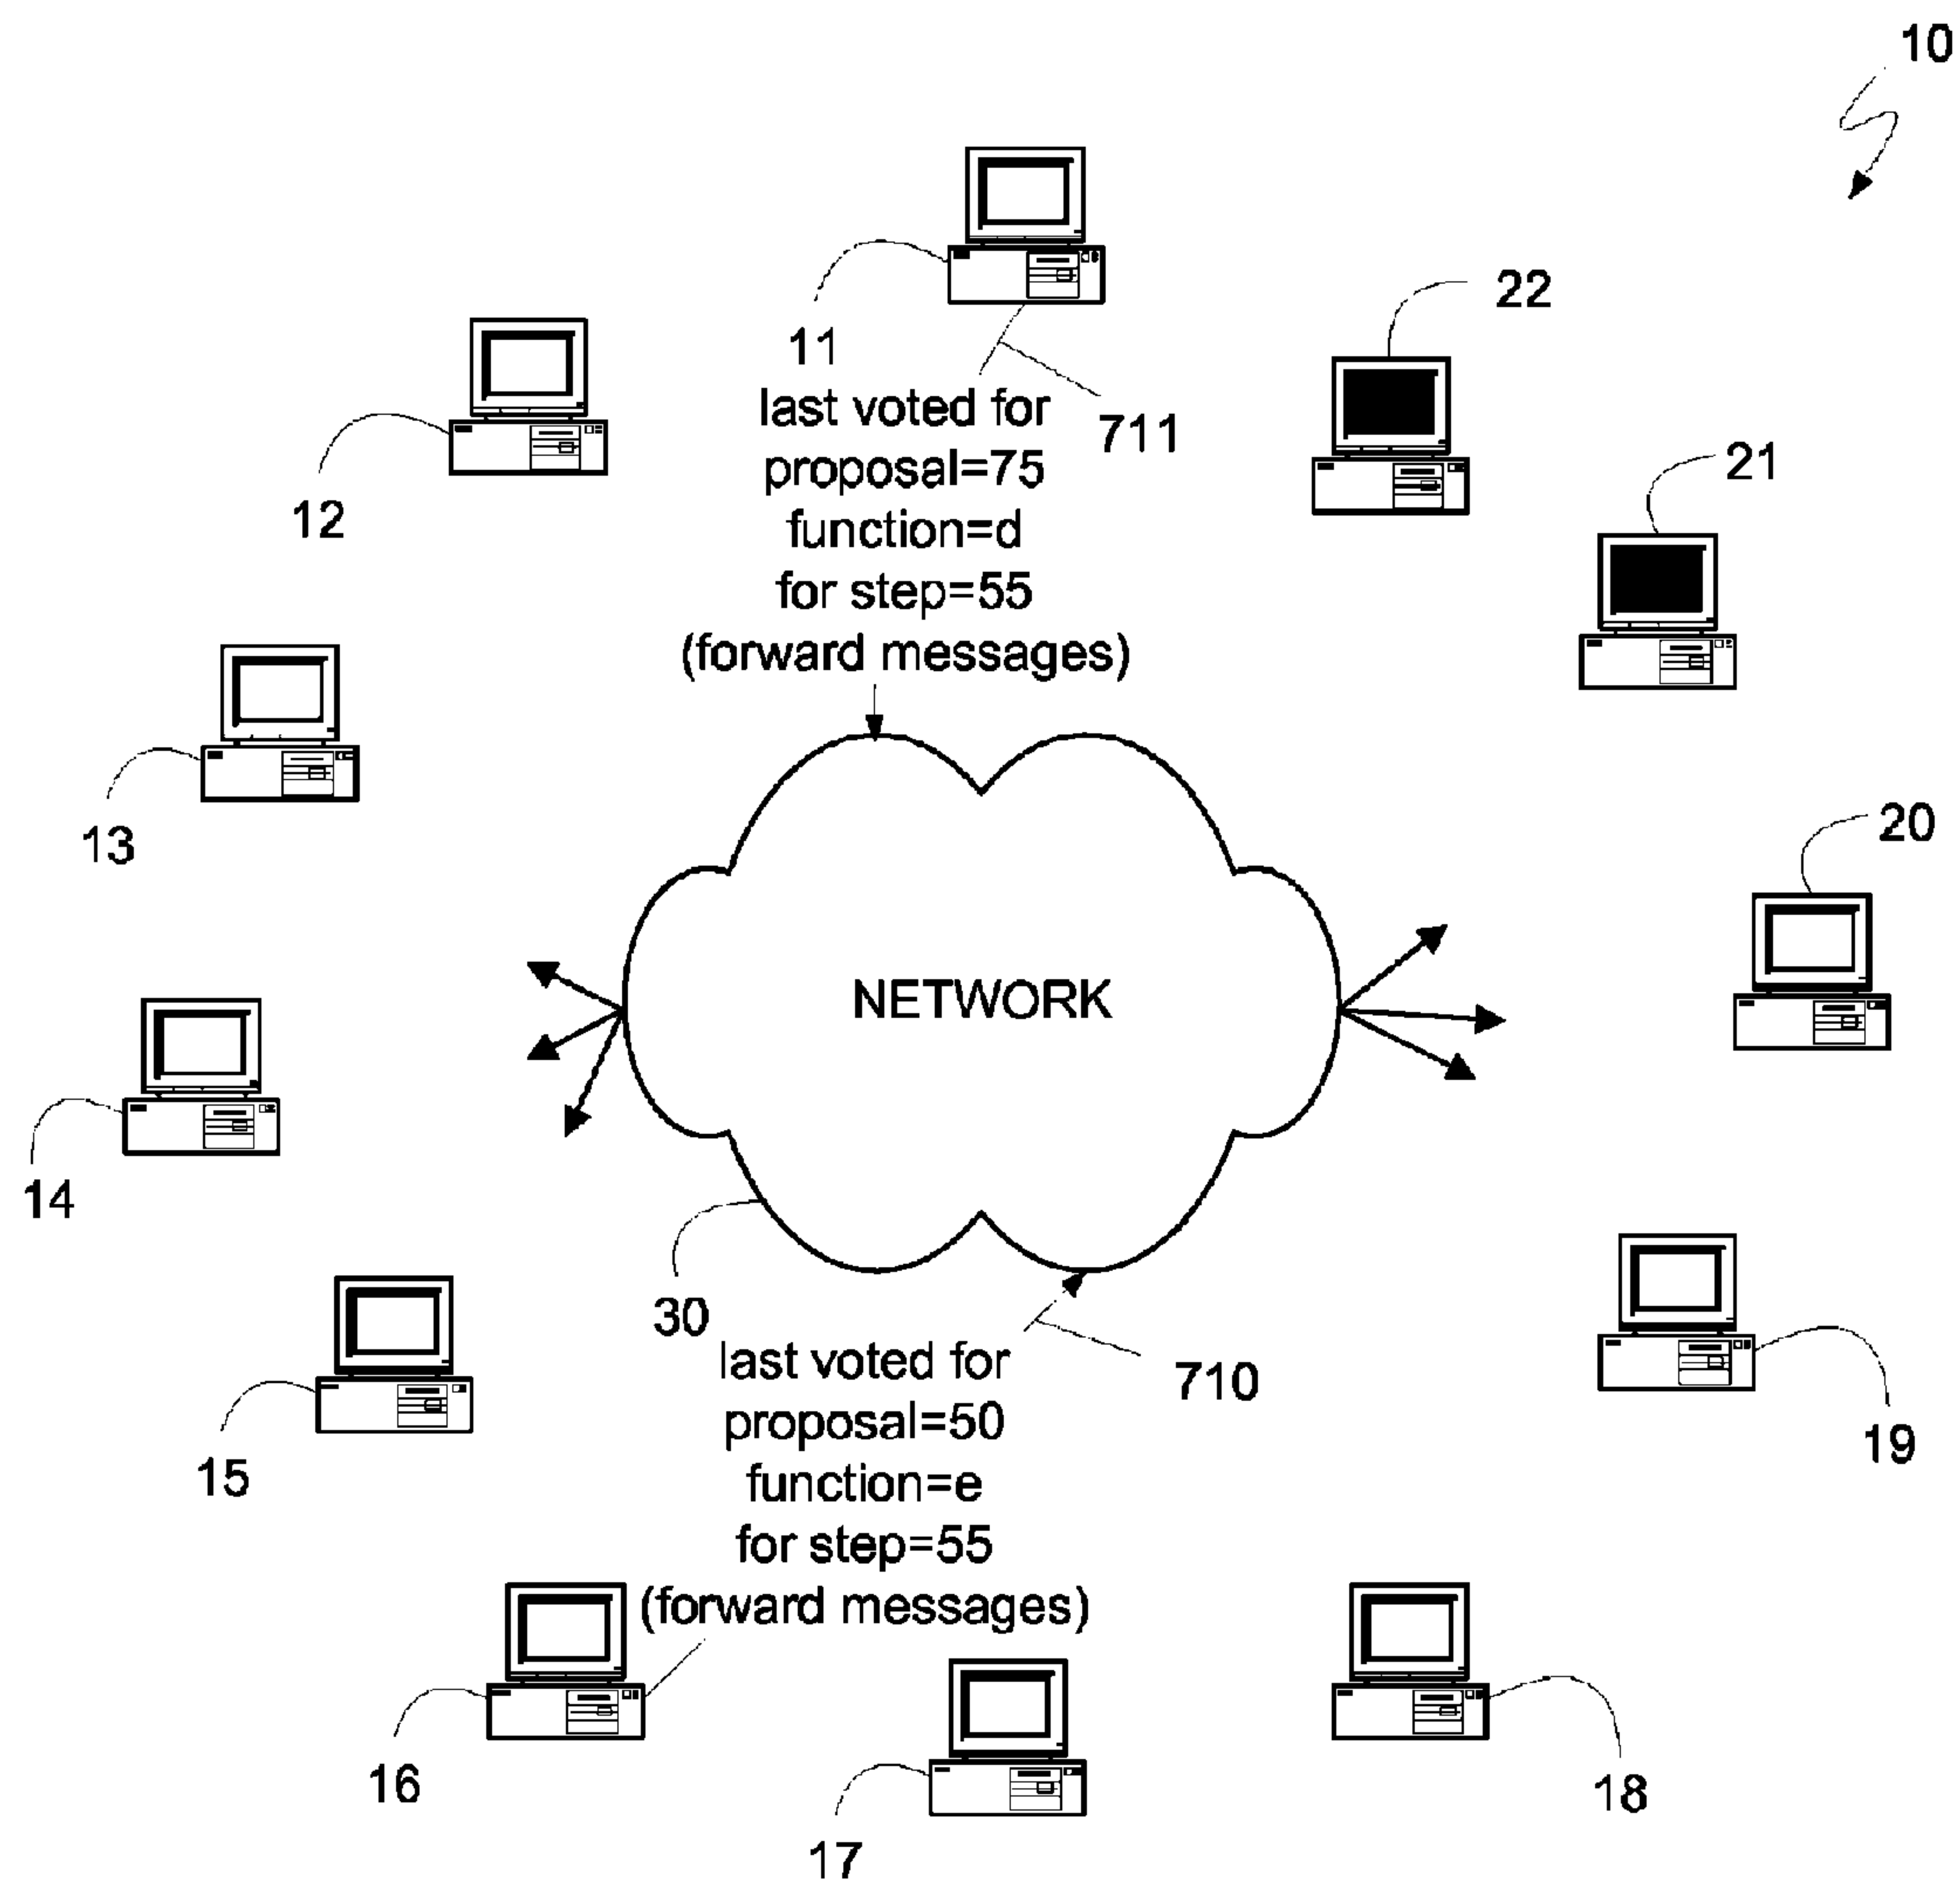 10
22
11
last voted for
711
proposal=75
21
12
function=d
for step=55
(forward messages)
20
13
NETWORK
14
30
last voted for
710
proposal=50
19
15
function=e
for step=55
(forward messages)
16
18
17